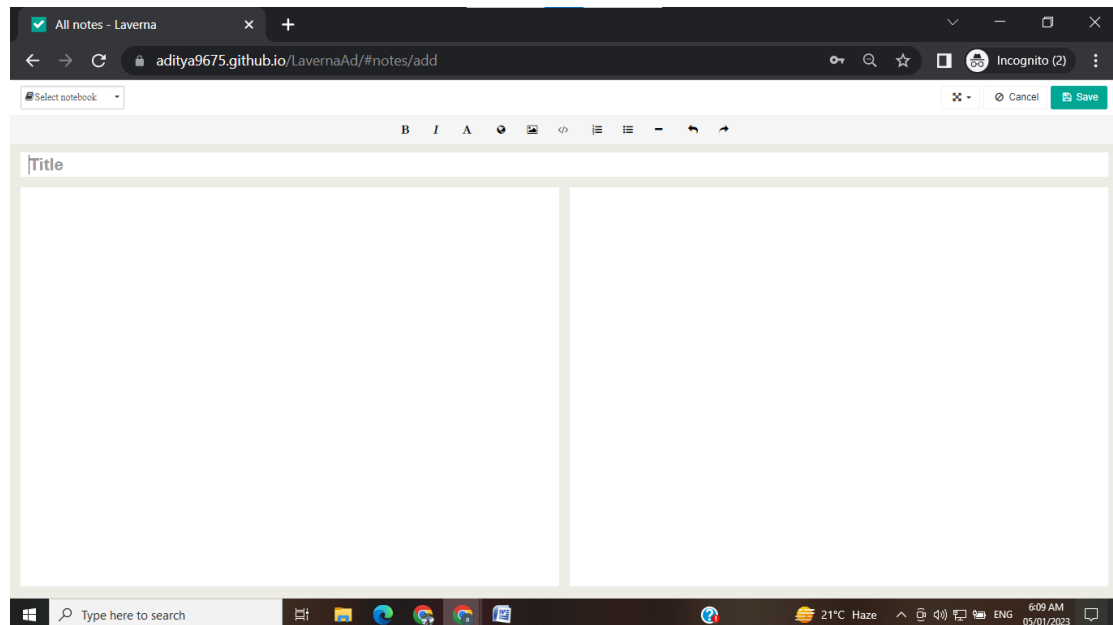 All notes - Laverna
aditya9675.github.io/LavernaAd/#notes/add
Incognito (2)
Select notebook
Cancel
Save
B I A
Title
Type here to search
21°C Haze
ENG
6:09 AM
05/01/2023